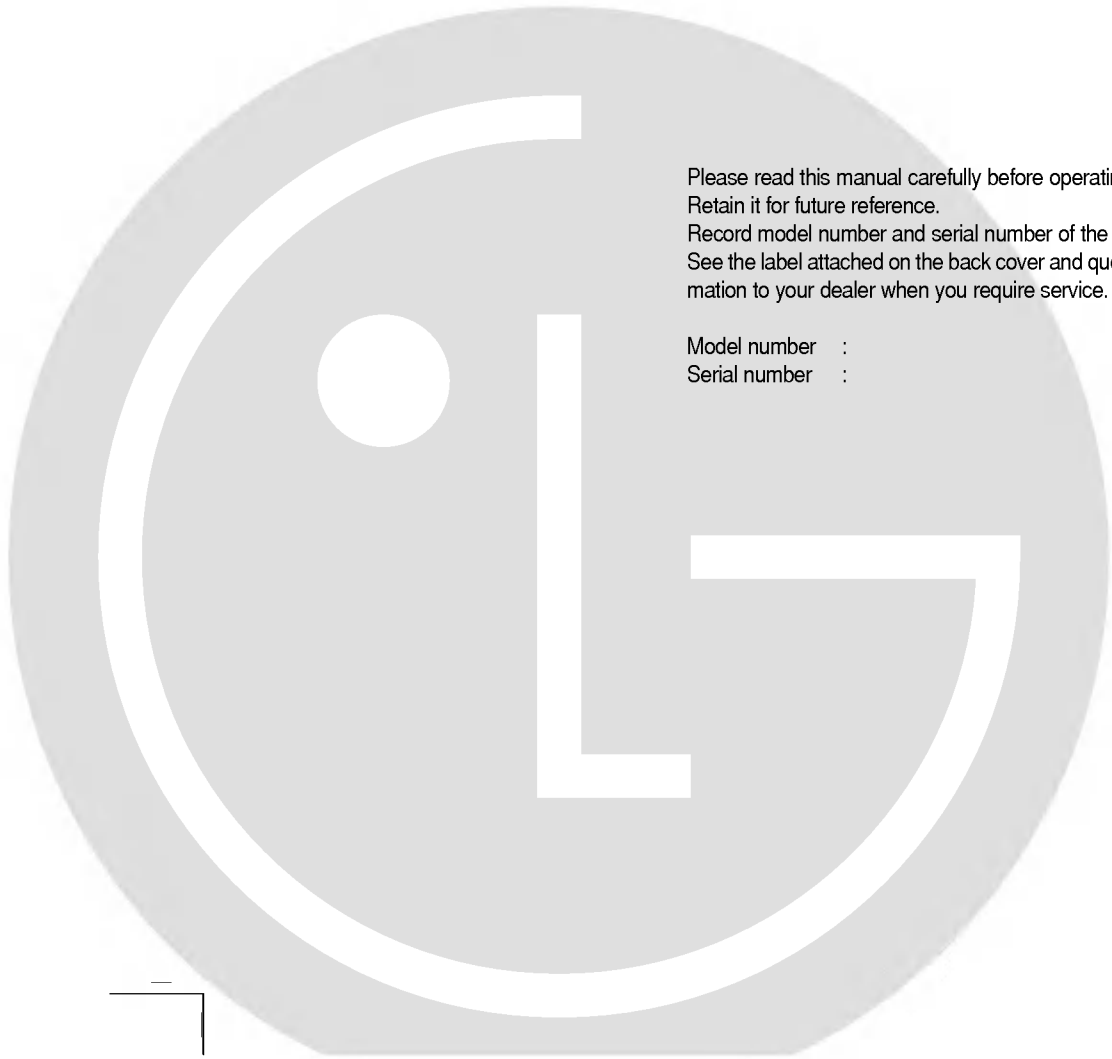 Please read this manual carefully before operating
Retain it for future reference.
Record model number and serial number of the
See the label attached on the back cover and
mation to your dealer when you require service.
Model number :
Serial number :
LG